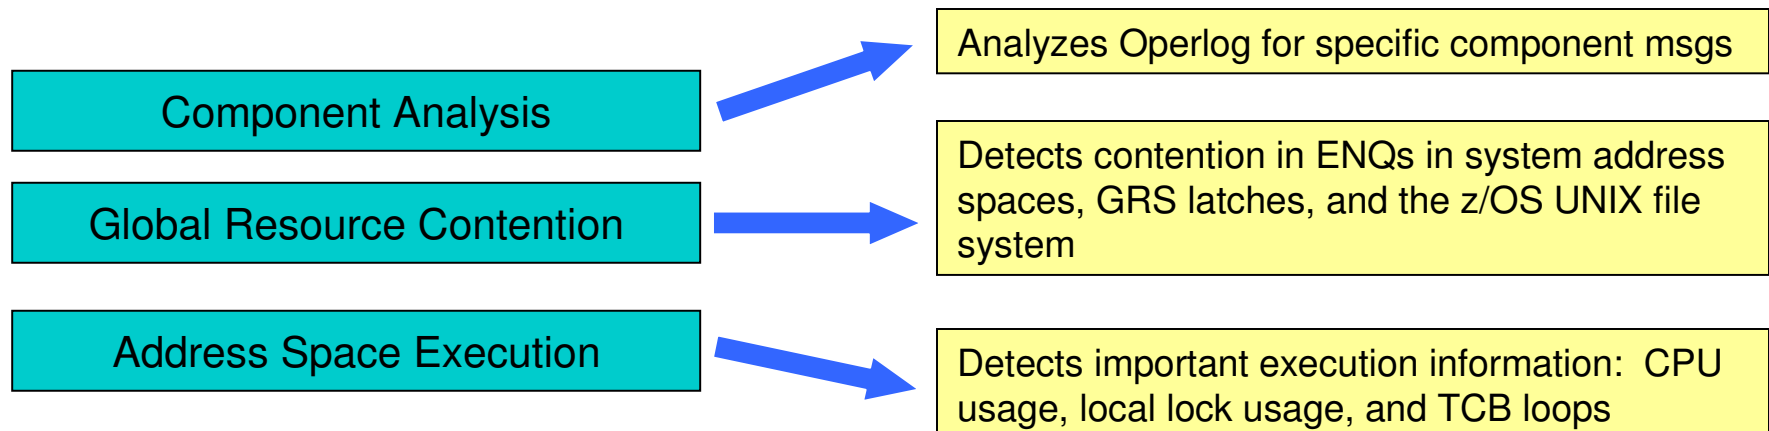 Component Analysis
Analyzes Operlog for specific component msgs
Global Resource Contention
Detects contention in ENQs in system address
spaces, GRS latches, and the z/OS UNIX file
system
Address Space Execution
Detects important execution information:  CPU
usage, local lock usage, and TCB loops